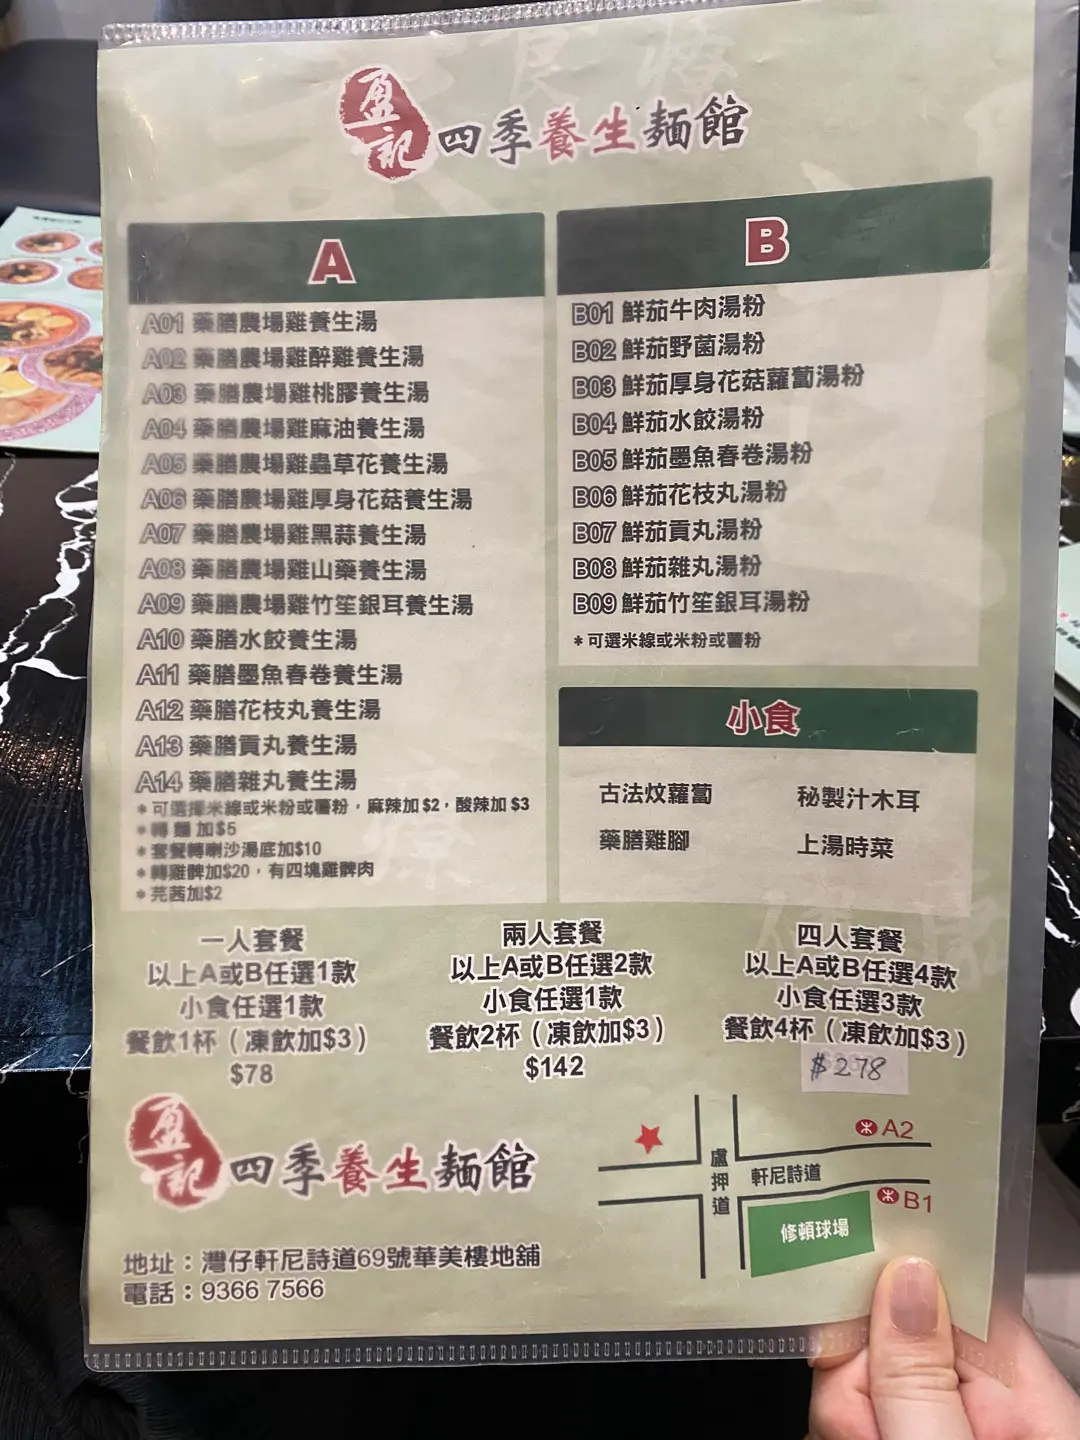 盈記 四季養生麵館
A
A01 藥膳農場雞養生湯
A02 藥膳農場雞醉雞養生湯
A03 藥膳農場雞桃膠養生湯
A04 藥膳農場雞麻油養生湯
A05 藥膳農場雞蟲草花養生湯
A06 藥膳農場雞厚身花菇養生湯
A07 藥膳農場雞黑蒜養生湯
A08 藥膳農場雞山藥養生湯
A09 藥膳農場雞竹笙銀耳養生湯
A10 藥膳水餃養生湯
A11 藥膳墨魚春卷養生湯
A12 藥膳花枝丸養生湯
A13 藥膳貢丸養生湯
A14 藥膳雜丸養生湯
*可選擇米線或米粉或薯粉，麻辣加$2，酸辣加$3
*轉麵加$5
*套餐轉喇沙湯底加$10
*轉雞髀加$20，有四塊雞髀肉
*芫茜加$2
B
B01 鮮茄牛肉湯粉
B02 鮮茄野菌湯粉
B03 鮮茄厚身花菇蘿蔔湯粉
B04 鮮茄水餃湯粉
B05 鮮茄墨魚春卷湯粉
B06 鮮茄花枝丸湯粉
B07 鮮茄貢丸湯粉
B08 鮮茄雜丸湯粉
B09 鮮茄竹笙銀耳湯粉
*可選米線或米粉或薯粉
小食
古法炆蘿蔔 秘製汁木耳
藥膳雞腳 上湯時菜
一人套餐
以上A或B任選1款
小食任選1款
餐飲1杯（凍飲加$3）
$78
兩人套餐
以上A或B任選2款
小食任選1款
餐飲2杯（凍飲加$3）
$142
四人套餐
以上A或B任選4款
小食任選3款
餐飲4杯（凍飲加$3）
$278
盈記 四季養生麵館
地址：灣仔軒尼詩道69號華美樓地舖
電話：9366 7566
A2
盧押道
軒尼詩道
B1
修頓球場